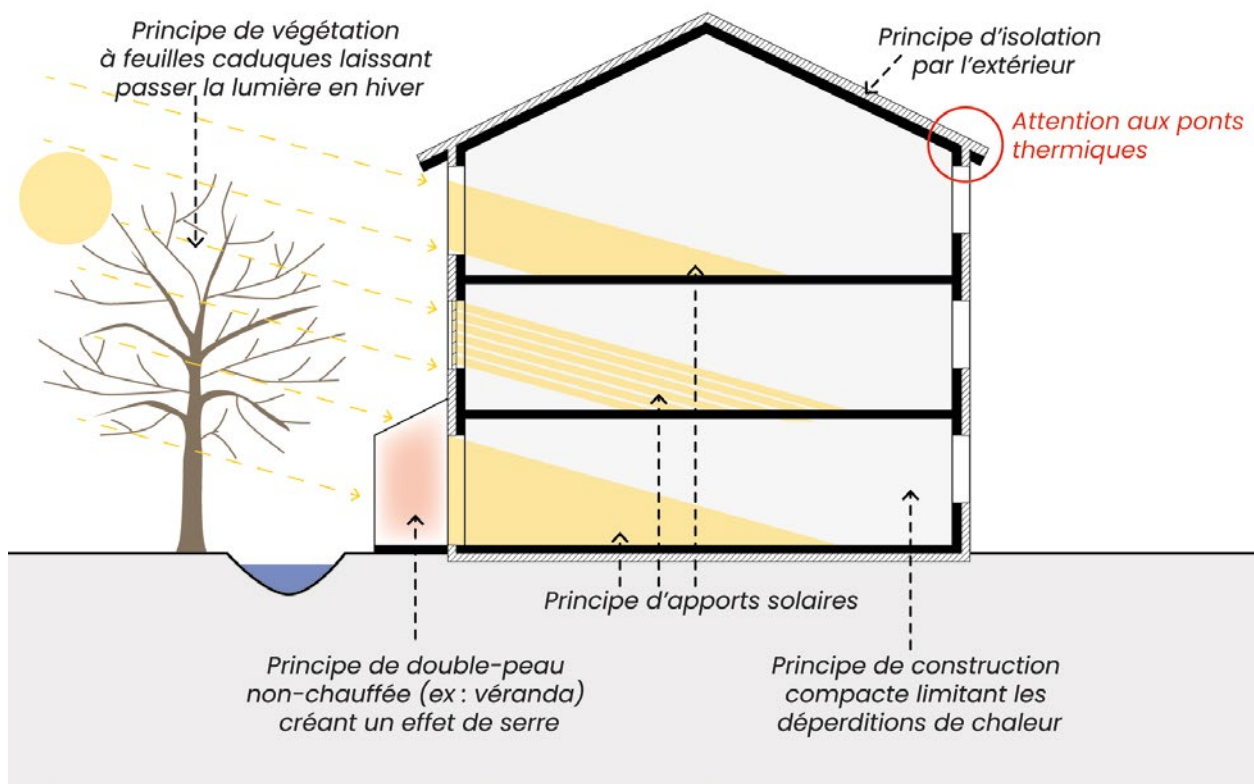 Principe de végétation
à feuilles caduques laissant
passer la lumière en hiver
Principe d'isolation
par l'extérieur
Attention aux ponts
thermiques
Principe d'apports solaires
Principe de double-peau
non-chauffée (ex : véranda)
créant un effet de serre
Principe de construction
compacte limitant les
déperditions de chaleur